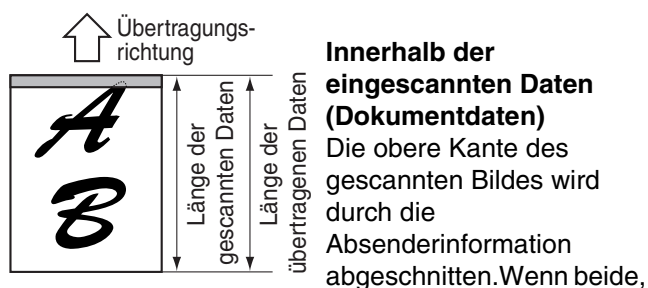 Übertragungs-
richtung
A
B
Länge der
gescannten Daten
Länge der
übertragenen Daten
Innerhalb der
eingescannten Daten
(Dokumentdaten)
Die obere Kante des
gescannten Bildes wird
durch die
Absenderinformation
abgeschnitten.Wenn beide,